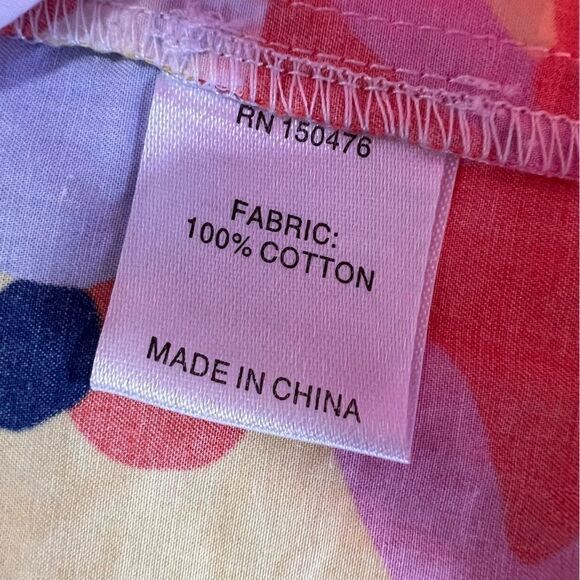 RN 150476
FABRIC:
100% COTTON
MADE IN CHINA